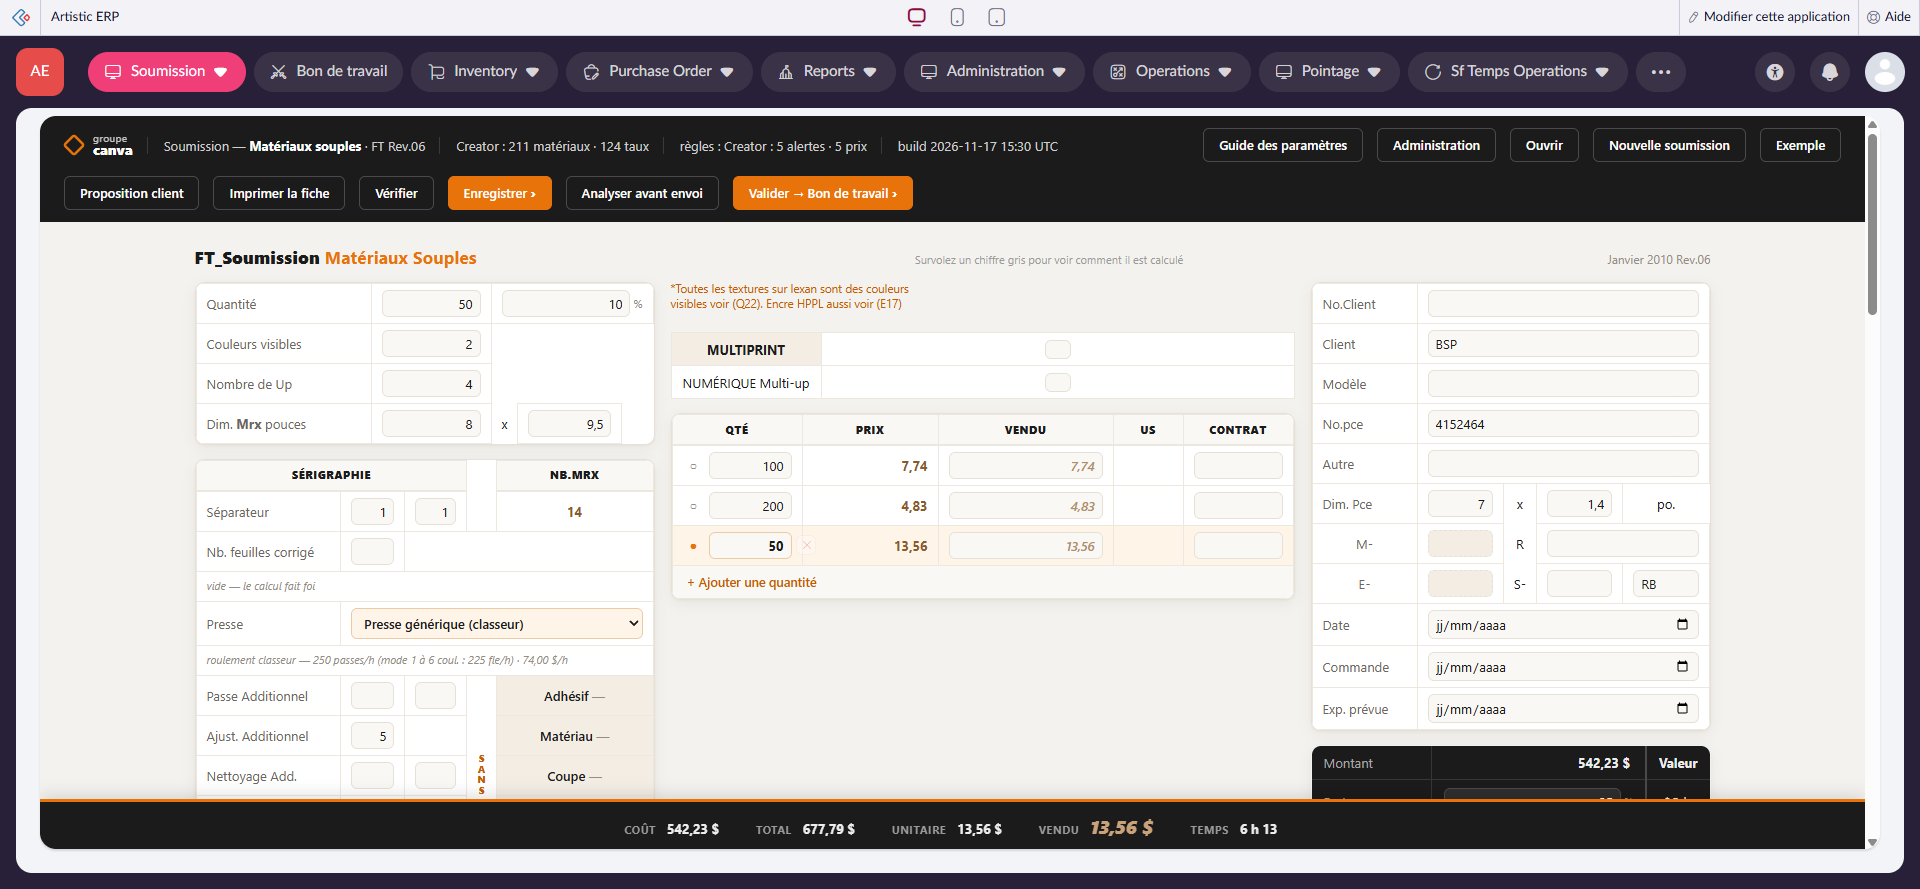 Artistic ERP
Modifier cette application
Aide
AE
Soumission
Bon de travail
Inventory
Purchase Order
Reports
Administration
Operations
Pointage
Sf Temps Operations
groupe
canva
Soumission — Matériaux souples · FT Rev.06
Creator : 211 matériaux · 124 taux
règles : Creator : 5 alertes · 5 prix
build 2026-11-17 15:30 UTC
Guide des paramètres
Administration
Ouvrir
Nouvelle soumission
Exemple
Proposition client
Imprimer la fiche
Vérifier
Enregistrer ›
Analyser avant envoi
Valider → Bon de travail ›
FT_Soumission Matériaux Souples
Survolez un chiffre gris pour voir comment il est calculé
Janvier 2010 Rev.06
Quantité 50 10 %
Couleurs visibles 2
Nombre de Up 4
Dim. Mrx pouces 8 x 9,5
SÉRIGRAPHIE NB.MRX
Séparateur 1 1 14
Nb. feuilles corrigé
vide — le calcul fait foi
Presse Presse générique (classeur)
roulement classeur — 250 passes/h (mode 1 à 6 coul. : 225 fle/h) · 74,00 $/h
Passe Additionnel Adhésif —
Ajust. Additionnel 5 Matériau —
Nettoyage Add. Coupe —
S
A
N
S
*Toutes les textures sur lexan sont des couleurs
visibles voir (Q22). Encre HPPL aussi voir (E17)
MULTIPRINT
NUMÉRIQUE Multi-up
QTÉ PRIX VENDU US CONTRAT
100 7,74 7,74
200 4,83 4,83
50 13,56 13,56
+ Ajouter une quantité
No.Client
Client BSP
Modèle
No.pce 4152464
Autre
Dim. Pce 7 x 1,4 po.
M- R
E- S- RB
Date jj/mm/aaaa
Commande jj/mm/aaaa
Exp. prévue jj/mm/aaaa
Montant 542,23 $ Valeur
COÛT 542,23 $ TOTAL 677,79 $ UNITAIRE 13,56 $ VENDU 13,56 $ TEMPS 6 h 13